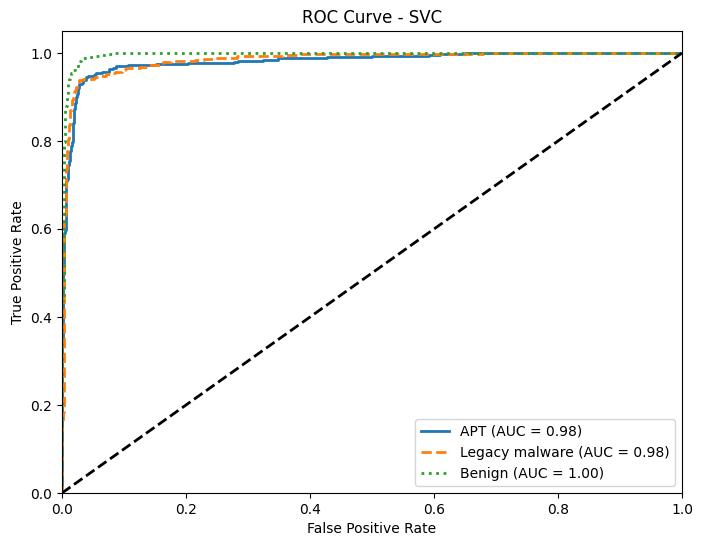 ROC Curve - SVC
True Positive Rate
1.0
0.8
0.6
0.4
0.2
0.0
0.0 0.2 0.4 0.6 0.8 1.0
False Positive Rate
APT (AUC = 0.98)
Legacy malware (AUC = 0.98)
Benign (AUC = 1.00)